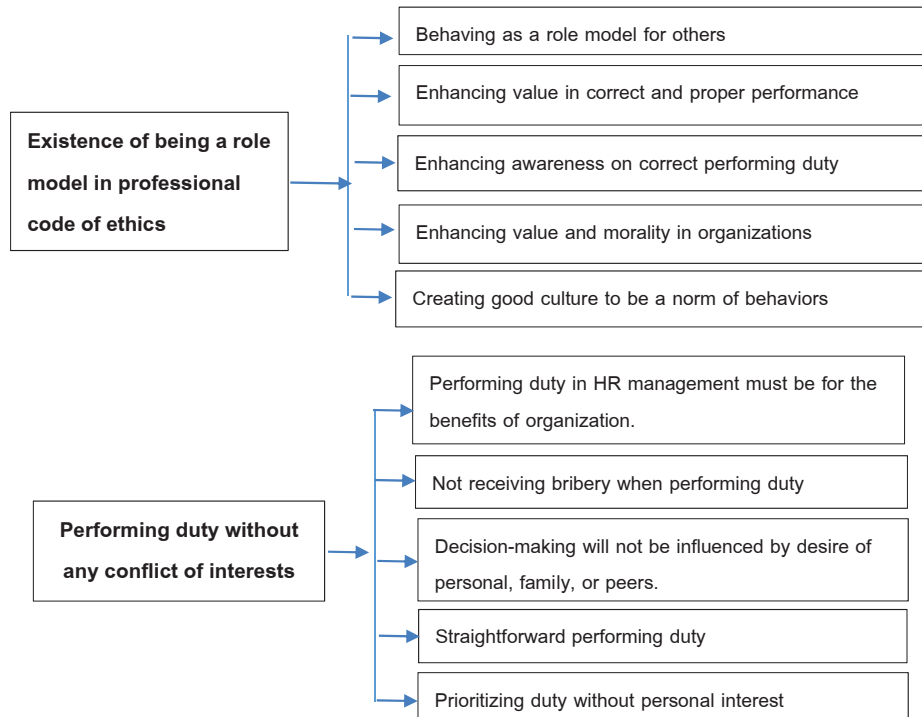 Behaving as a role model for others
Enhancing value in correct and proper performance
Existence of being a role
model in professional
code of ethics
Enhancing awareness on correct performing duty
Enhancing value and morality in organizations
Creating good culture to be a norm of behaviors
Performing duty in HR management must be for the
benefits of organization.
Not receiving bribery when performing duty
Performing duty without
any conflict of interests
Decision-making will not be influenced by desire of
personal, family, or peers.
Straightforward performing duty
Prioritizing duty without personal interest